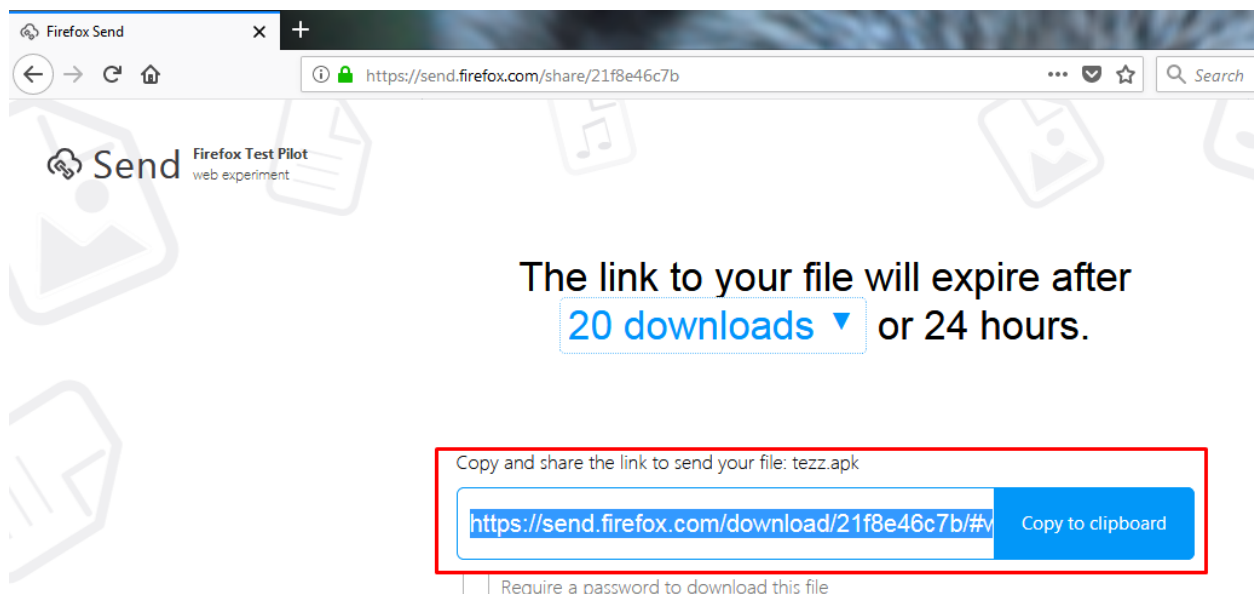 Firefox Send
https://send.firefox.com/share/21f8e46c7b
Search
Send
Firefox Test Pilot
web experiment
The link to your file will expire after
20 downloads or 24 hours.
Copy and share the link to send your file: tezz.apk
https://send.firefox.com/download/21f8e46c7b/#v
Copy to clipboard
Require a password to download this file